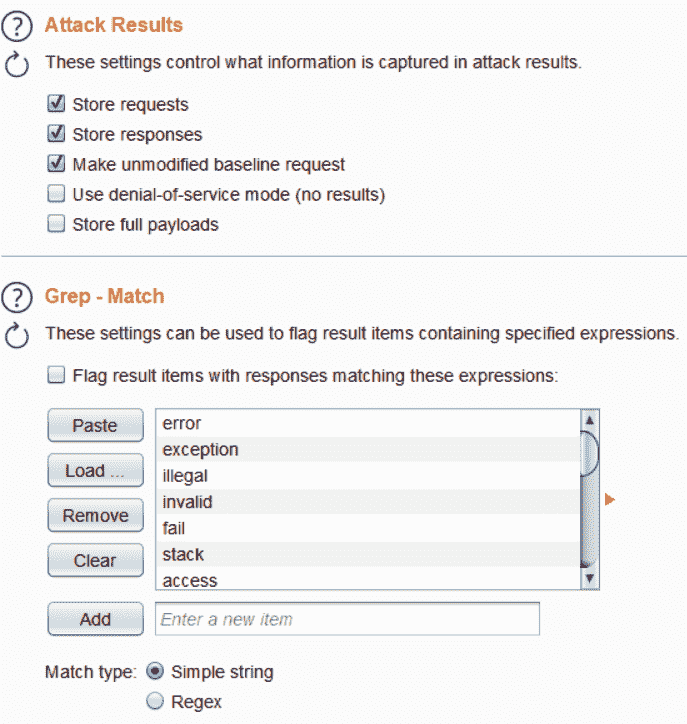 Attack Results
These settings control what information is captured in attack results.
Store requests
Store responses
Make unmodified baseline request
Use denial-of-service mode (no results)
Store full payloads
Grep - Match
These settings can be used to flag result items containing specified expressions.
Flag result items with responses matching these expressions:
Paste
error
exception
Load ...
illegal
invalid
Remove
fail
stack
Clear
access
Add
Enter a new item
Match type:
Simple string
Regex